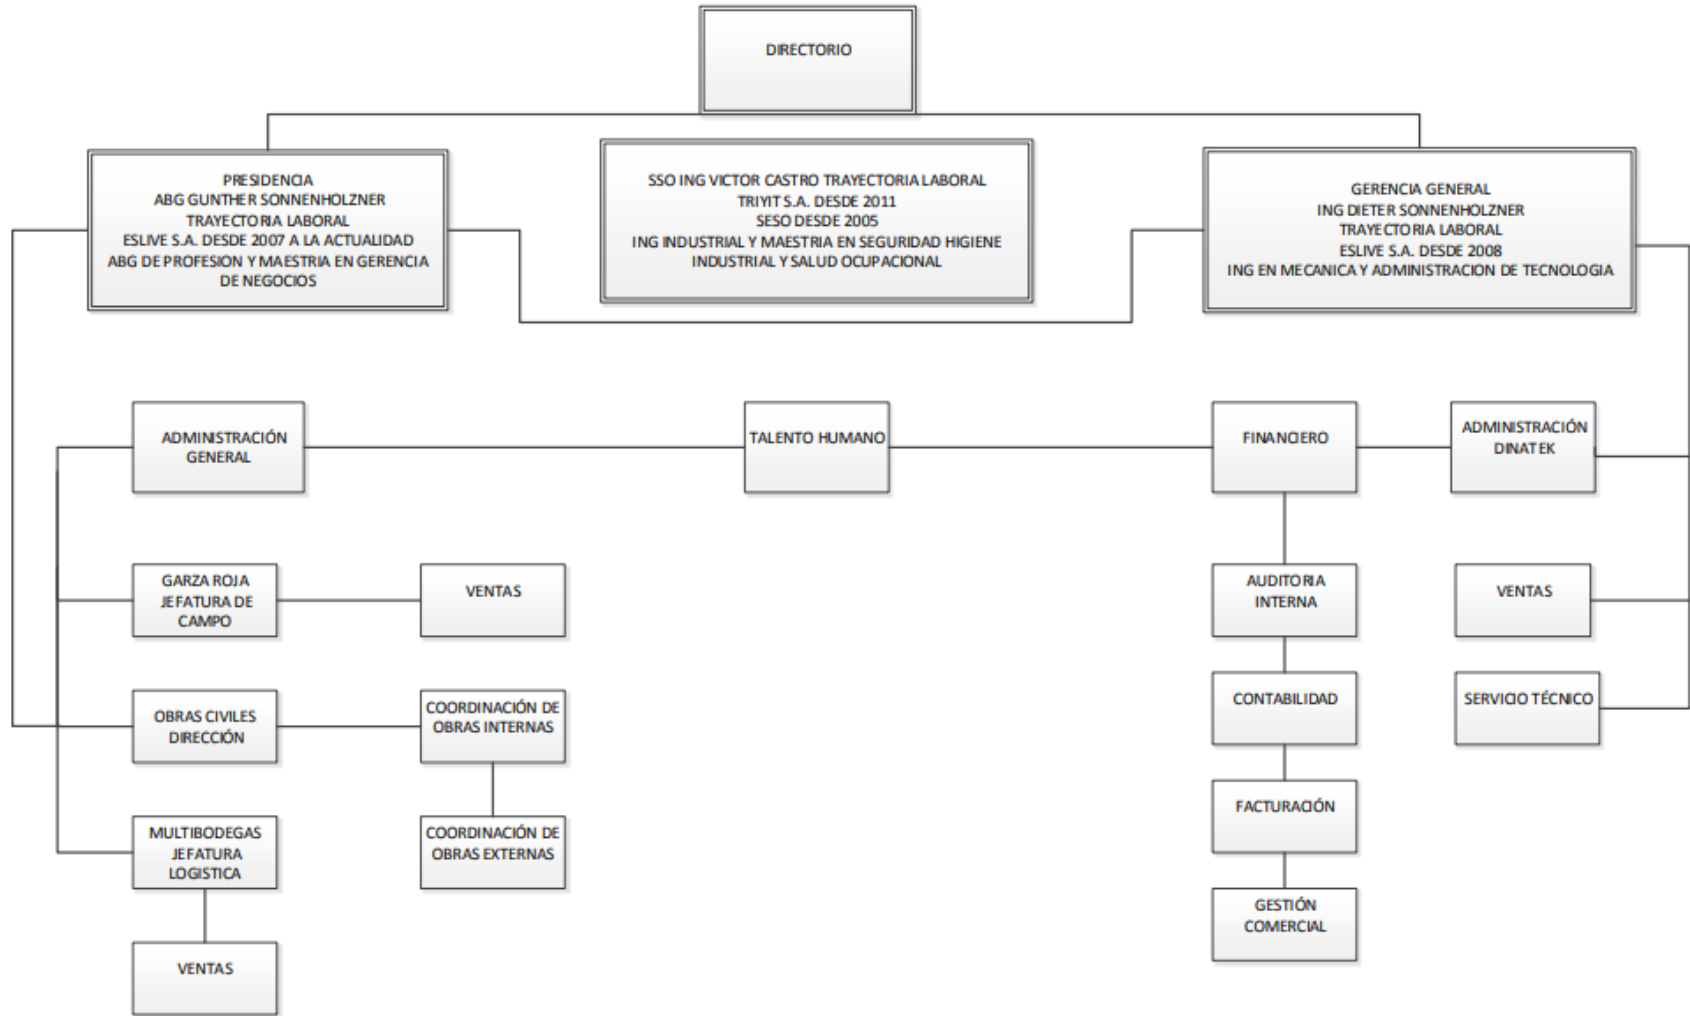 DIRECTORIO
PRESIDENCIA
ABG GUNTHER SONNENHOLZNER
TRAYECTORIA LABORAL
ESLIVE S.A. DESDE 2007 A LA ACTUALIDAD
ABG DE PROFESION Y MAESTRIA EN GERENCIA
DE NEGOCIOS
SSO ING VICTOR CASTRO TRAYECTORIA LABORAL
TRIYIT S.A. DESDE 2011
SESO DESDE 2005
ING INDUSTRIAL Y MAESTRIA EN SEGURIDAD HIGIENE
INDUSTRIAL Y SALUD OCUPACIONAL
GERENCIA GENERAL
ING DIETER SONNENHOLZNER
TRAYECTORIA LABORAL
ESLIVE S.A. DESDE 2008
ING EN MECANICA Y ADMINISTRACION DE TECNOLOGIA
ADMINISTRACIÓN
GENERAL
TALENTO HUMANO
FINANCIERO
ADMINISTRACIÓN
DINATEK
GARZA ROJA
JEFATURA DE
CAMPO
VENTAS
AUDITORIA
INTERNA
VENTAS
OBRAS CIVILES
DIRECCIÓN
COORDINACIÓN DE
OBRAS INTERNAS
CONTABILIDAD
SERVICIO TÉCNICO
MULTIBODEGAS
JEFATURA
LOGISTICA
COORDINACIÓN DE
OBRAS EXTERNAS
FACTURACIÓN
GESTIÓN
COMERCIAL
VENTAS